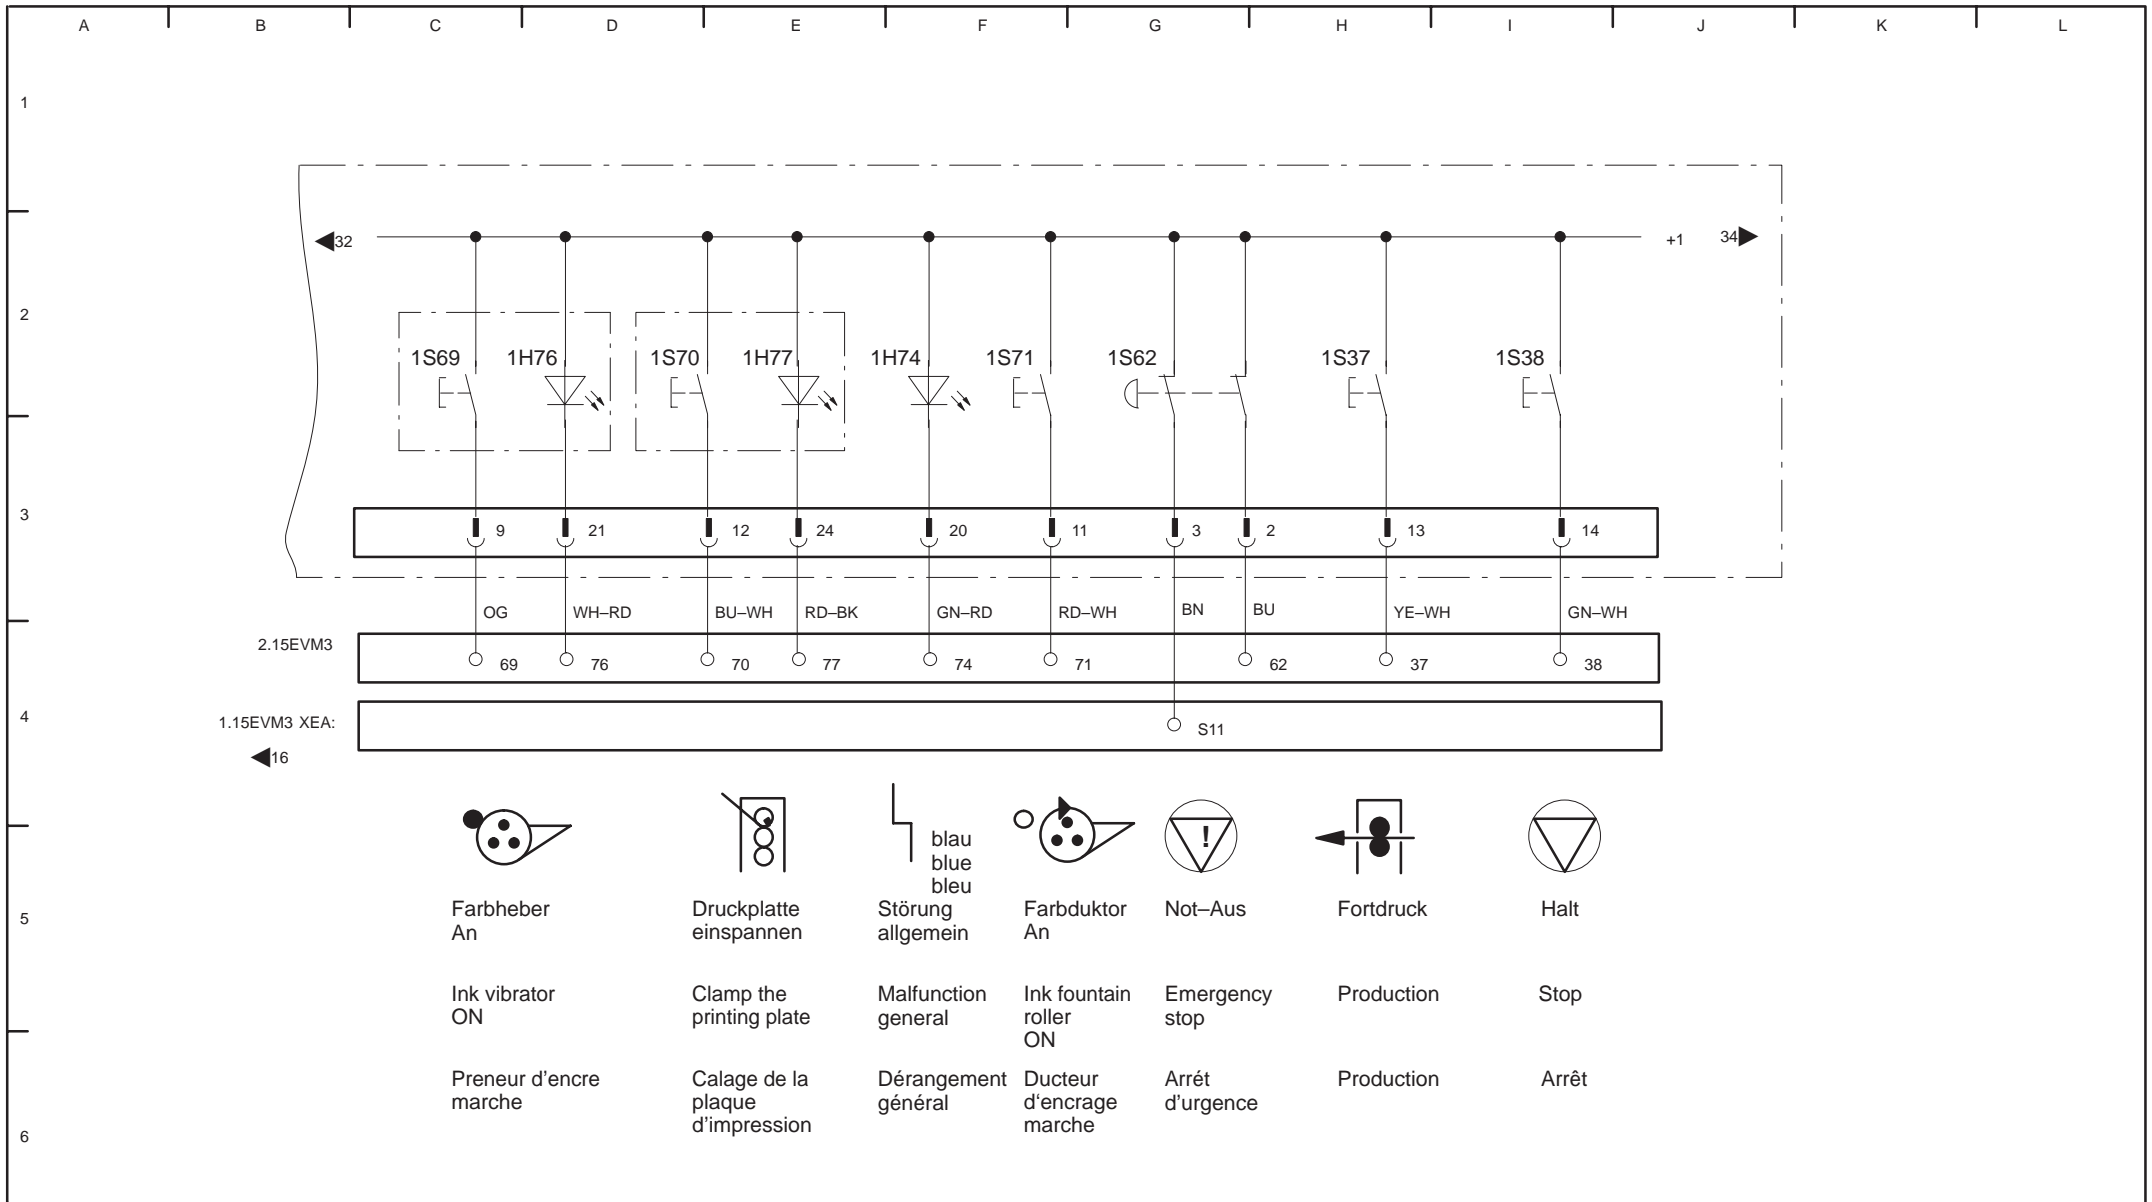 A B C D E F G H I J K L
1
32 +1 34
2
1S69 1H76 1S70 1H77 1H74 1S71 1S62 1S37 1S38
3
9 21 12 24 20 11 3 2 13 14
OG WH–RD BU–WH RD–BK GN–RD RD–WH BN BU YE–WH GN–WH
2.15EVM3
69 76 70 77 74 71 62 37 38
4
1.15EVM3 XEA:
S11
16
!
blau
blue
bleu
5
Farbheber
An
Druckplatte
einspannen
Störung
allgemein
Farbduktor
An
Not–Aus
Fortdruck
Halt
Ink vibrator
ON
Clamp the
printing plate
Malfunction
general
Ink fountain
roller
ON
Emergency
stop
Production
Stop
Preneur d'encre
marche
Calage de la
plaque
d'impression
Dérangement
général
Ducteur
d'encrage
marche
Arrét
d'urgence
Production
Arrêt
6